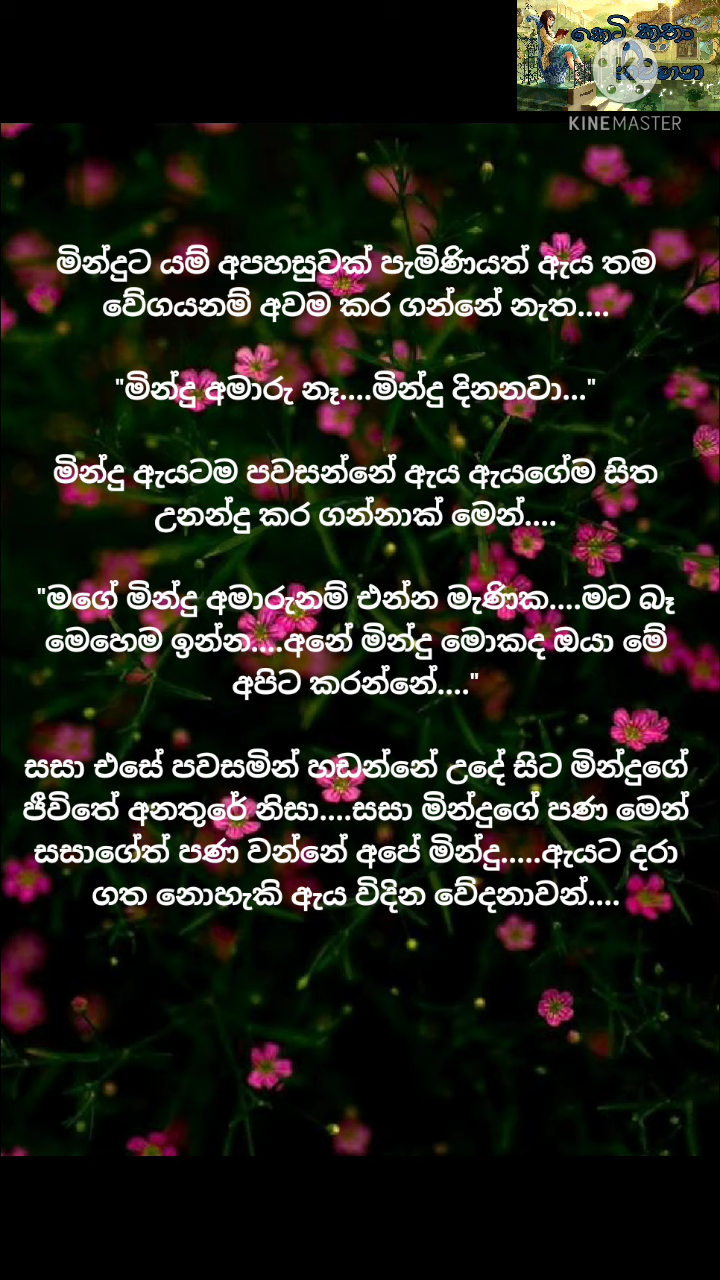 කෙටි කතා
KINEMASTER
මින්දුට යම් අපහසුවක් පැමිණියත් ඇය තම
වේගයනම් අවම කර ගන්නේ නැත....
"මින්දු අමාරු නෑ....මින්දු දිනනවා..."
මින්දු ඇයටම පවසන්නේ ඇය ඇයගේම සිත
උනන්දු කර ගන්නාක් මෙන්....
"මගේ මින්දු අමාරුනම් එන්න මැණික....මට බෑ
මෙහෙම ඉන්න....අනේ මින්දු මොකද ඔයා මේ
අපිට කරන්නේ...."
සසා එසේ පවසමින් හඩන්නේ උදේ සිට මින්දුගේ
ජීවිතේ අනතුරේ නිසා....සසා මින්දුගේ පණ මෙන්
සසාගේත් පණ වන්නේ අපේ මින්දු.....ඇයට දරා
ගත නොහැකි ඇය විදින වේදනාවන්....